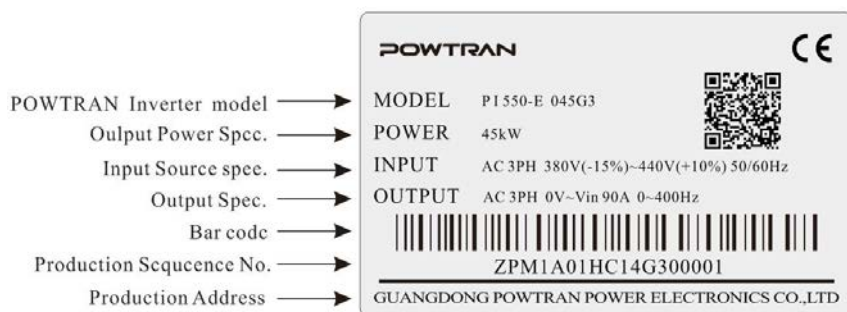 POWTRAN CE
POWTRAN Inverter model MODEL PI550-E 045G3
Oulput Power Spcc. POWER 45kW
Input Source spee. INPUT AC 3PH 380V(-15%)~440V(+10%) 50/60Hz
Output Spec. OUTPUT AC 3PH 0V~Vin 90A 0~400Hz
Bar codc
Production Scqucence No. ZPM1A01HC14G300001
Production Address GUANGDONG POWTRAN POWER ELECTRONICS CO.,LTD